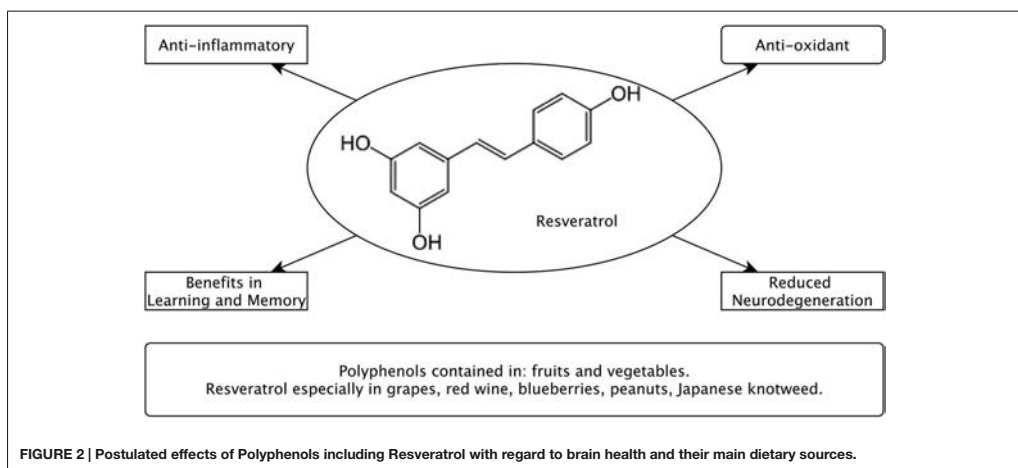 Anti-inflammatory
Anti-oxidant
OH
HO
OH
Resveratrol
Benefits in
Learning and Memory
Reduced
Neurodegeneration
Polyphenols contained in: fruits and vegetables.
Resveratrol especially in grapes, red wine, blueberries, peanuts, Japanese knotweed.
FIGURE 2 | Postulated effects of Polyphenols including Resveratrol with regard to brain health and their main dietary sources.